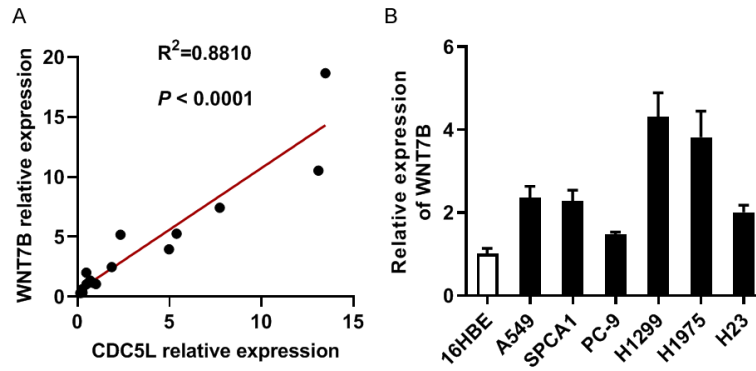 A
R²=0.8810
P < 0.0001
WNT7B relative expression
20
15
10
5
0
0 5 10 15
CDC5L relative expression
B
Relative expression
of WNT7B
6
4
2
0
16HBE
A549
SPCA1
PC-9
H1299
H1975
H23